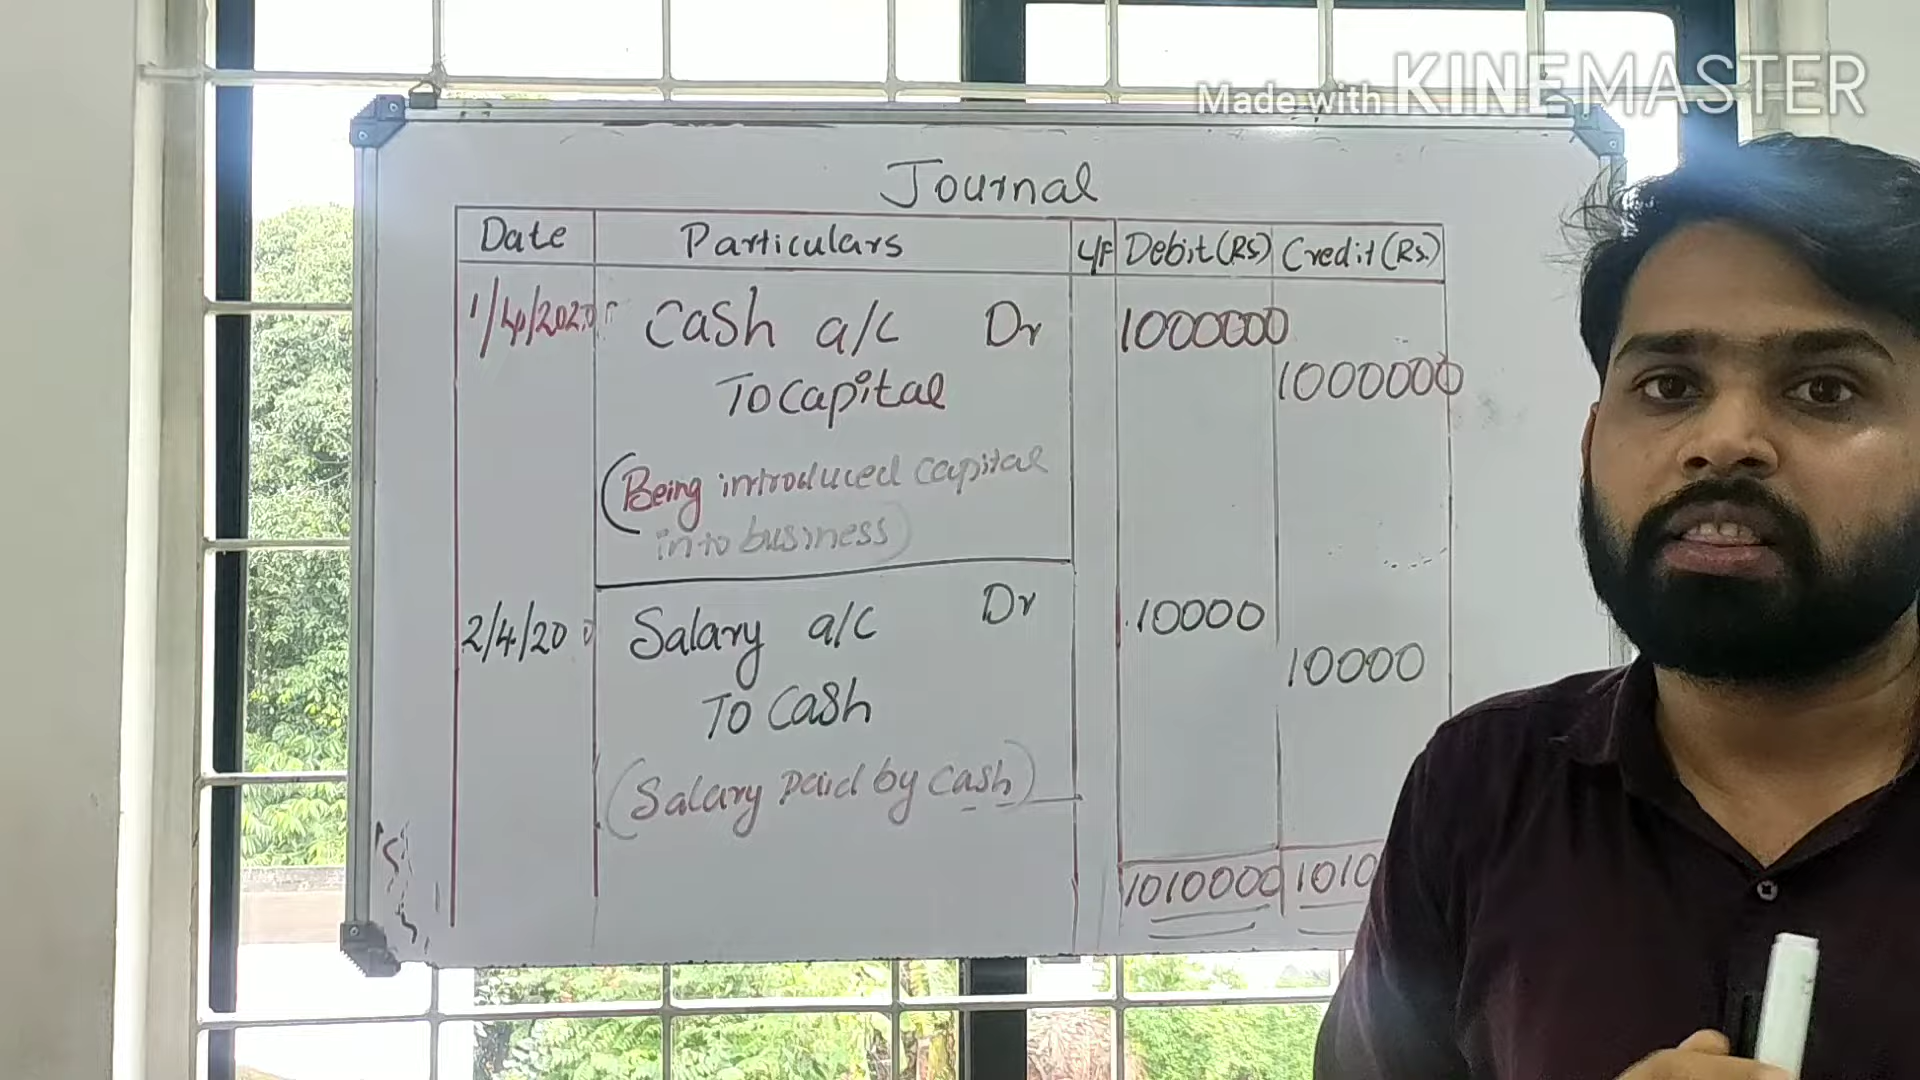 Made with KINEMASTER
Journal
Date Particulars L/F Debit(Rs) Credit(Rs.)
1/4/2020 Cash a/c Dr 1000000
To capital 1000000
(Being introduced capital
into business)
2/4/20 Salary a/c Dr 10000
To Cash 10000
(Salary paid by cash)
1010000 1010